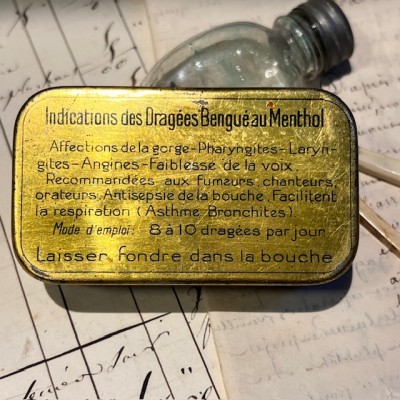 Indications des Dragées Bengué au Menthol
Affections de la gorge-Pharyngites-Laryn-
gites-Angines-Faiblesse de la voix.
Recommandées aux fumeurs, chanteurs,
orateurs. Antisepsie de la bouche. Facilitent
la respiration (Asthme, Bronchites).
Mode d'emploi: 8 à 10 dragées par jour
Laisser fondre dans la bouche